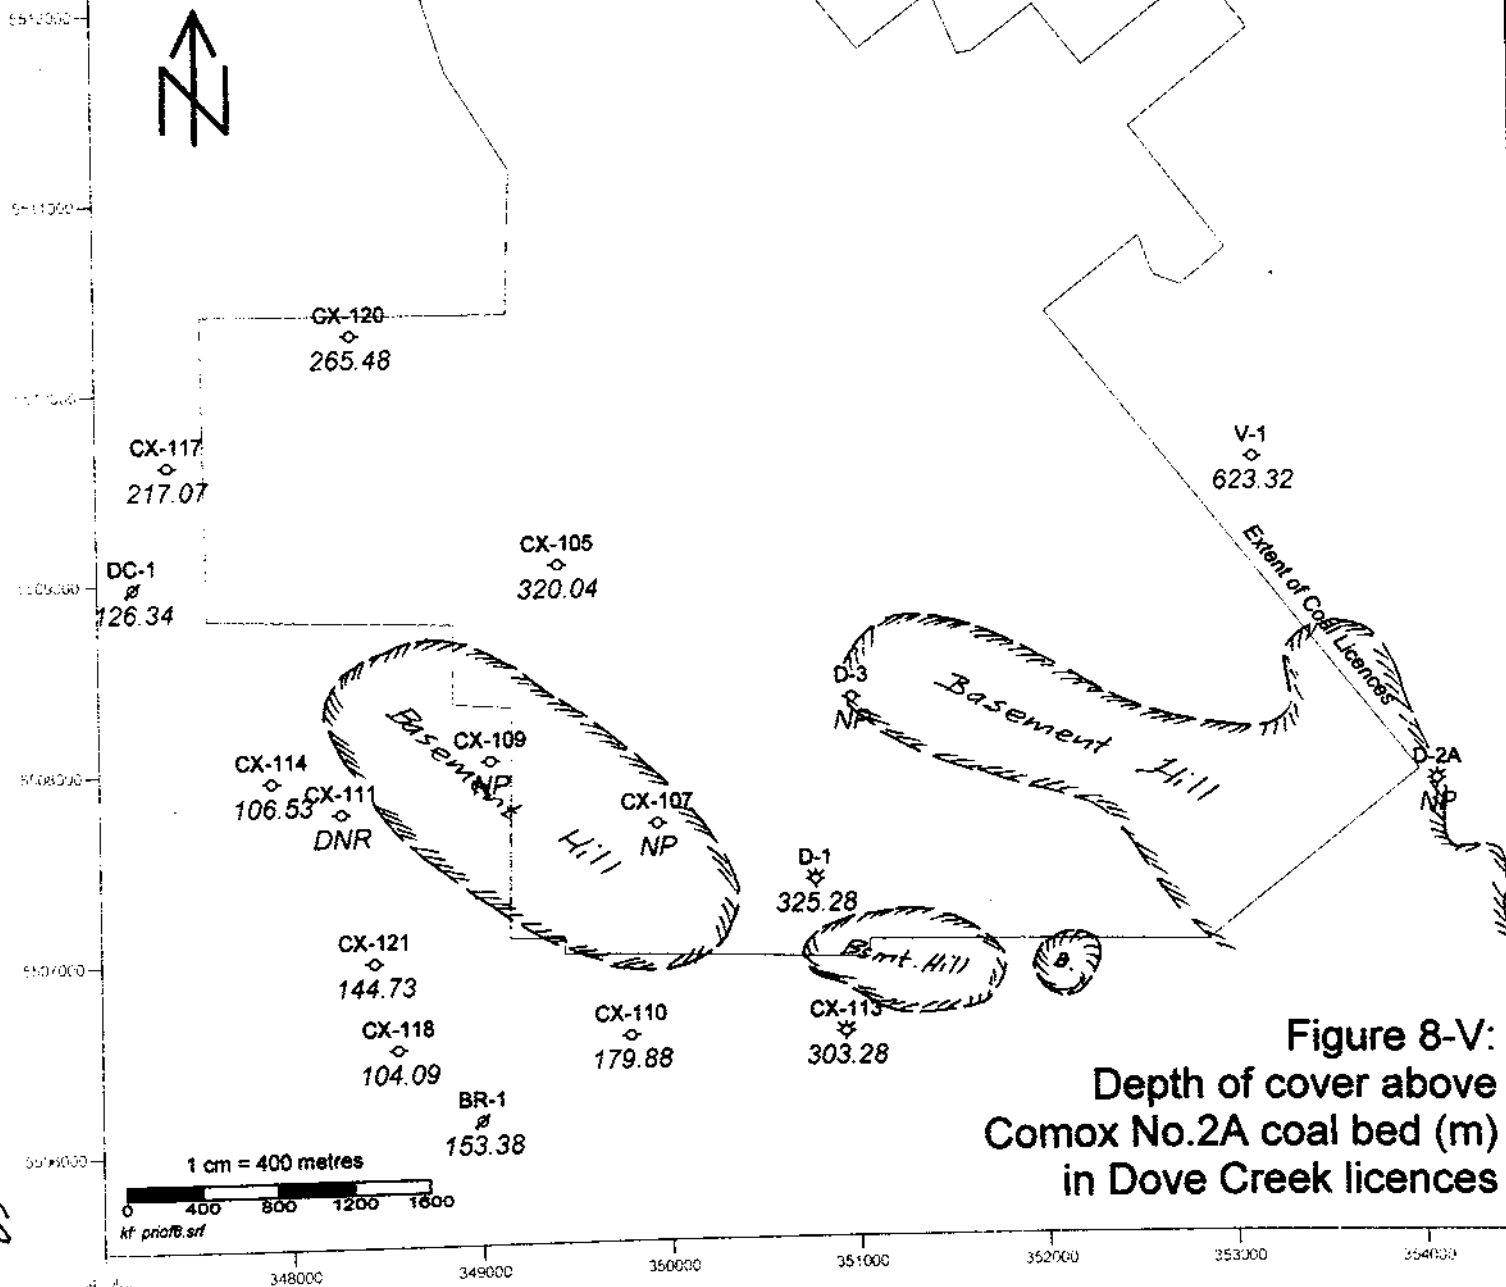 N
CX-120
265.48
CX-117
217.07
V-1
623.32
CX-105
320.04
DC-1
126.34
Extent of Coal Licences
D-3
NP
Basement
Hill
Basement
Hill
CX-109
NP
CX-114
106.53
CX-111
DNR
CX-107
NP
D-2A
NP
D-1
325.28
Bsmt. Hill
B.
CX-121
144.73
CX-118
104.09
CX-110
179.88
CX-113
303.28
BR-1
153.38
Figure 8-V:
Depth of cover above
Comox No.2A coal bed (m)
in Dove Creek licences
1 cm = 400 metres
0 400 800 1200 1600
348000 349000 350000 351000 352000 353000 354000